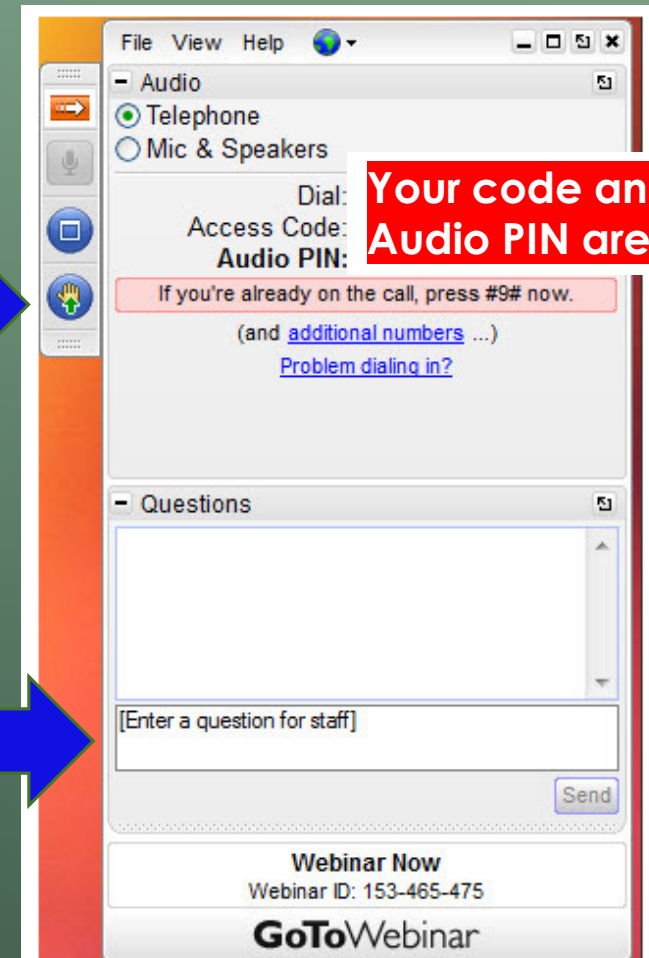 File View Help
Audio
Telephone
Mic & Speakers
Dial:
Your code an
Access Code:
Audio PIN are
Audio PIN:
If you're already on the call, press #9# now.
(and additional numbers ...)
Problem dialing in?
Questions
[Enter a question for staff]
Send
Webinar Now
Webinar ID: 153-465-475
GoToWebinar